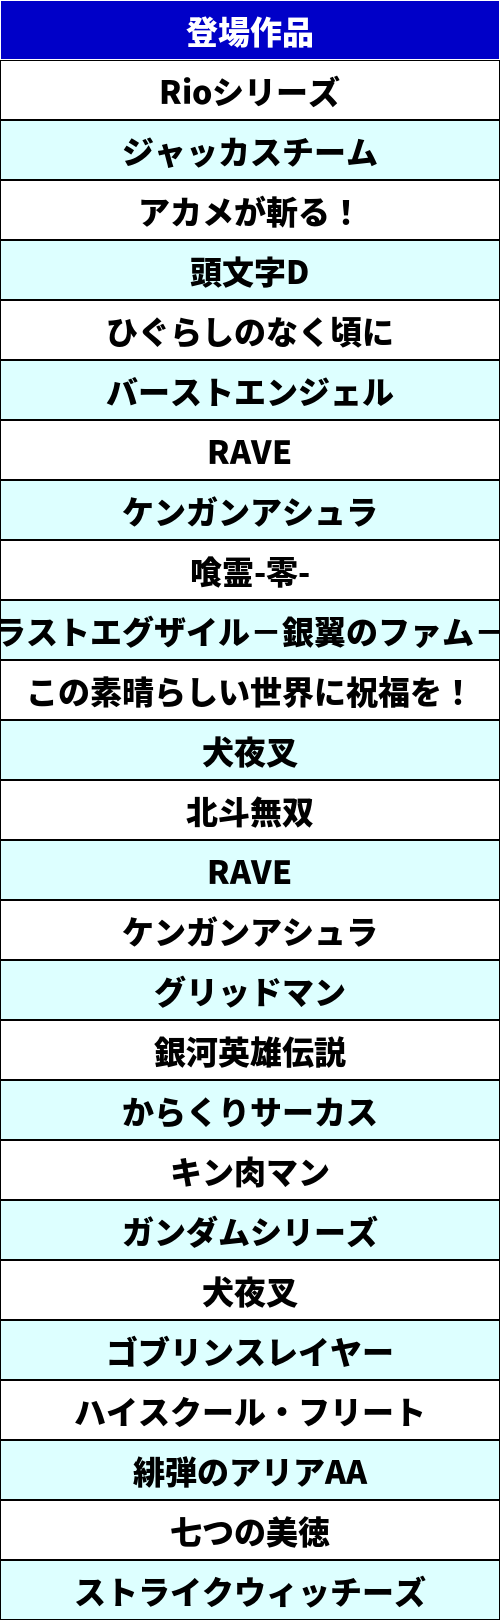 登場作品
Rioシリーズ
ジャッカスチーム
アカメが斬る！
頭文字D
ひぐらしのなく頃に
バーストエンジェル
RAVE
ケンガンアシュラ
喰霊-零-
ラストエグザイル－銀翼のファム－
この素晴らしい世界に祝福を！
犬夜叉
北斗無双
RAVE
ケンガンアシュラ
グリッドマン
銀河英雄伝説
からくりサーカス
キン肉マン
ガンダムシリーズ
犬夜叉
ゴブリンスレイヤー
ハイスクール・フリート
緋弾のアリアAA
七つの美徳
ストライクウィッチーズ